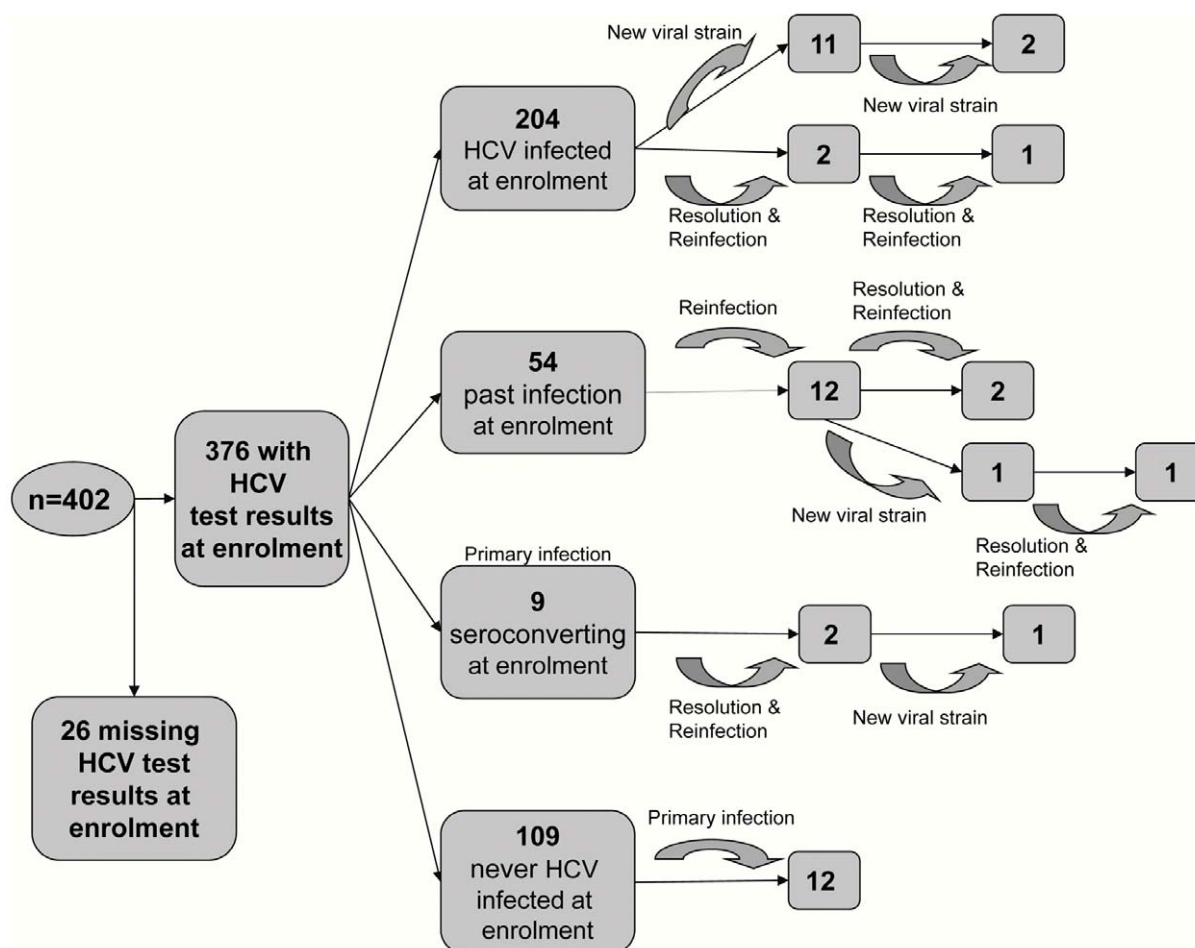 n=402
376 with
HCV
test results
at enrolment
26 missing
HCV test
results at
enrolment
204
HCV infected
at enrolment
New viral strain
11
New viral strain
2
Resolution &
Reinfection
2
Resolution &
Reinfection
1
54
past infection
at enrolment
Reinfection
12
Resolution &
Reinfection
2
New viral strain
1
Resolution &
Reinfection
1
Primary infection
9
seroconverting
at enrolment
Resolution &
Reinfection
2
New viral strain
1
109
never HCV
infected at
enrolment
Primary infection
12